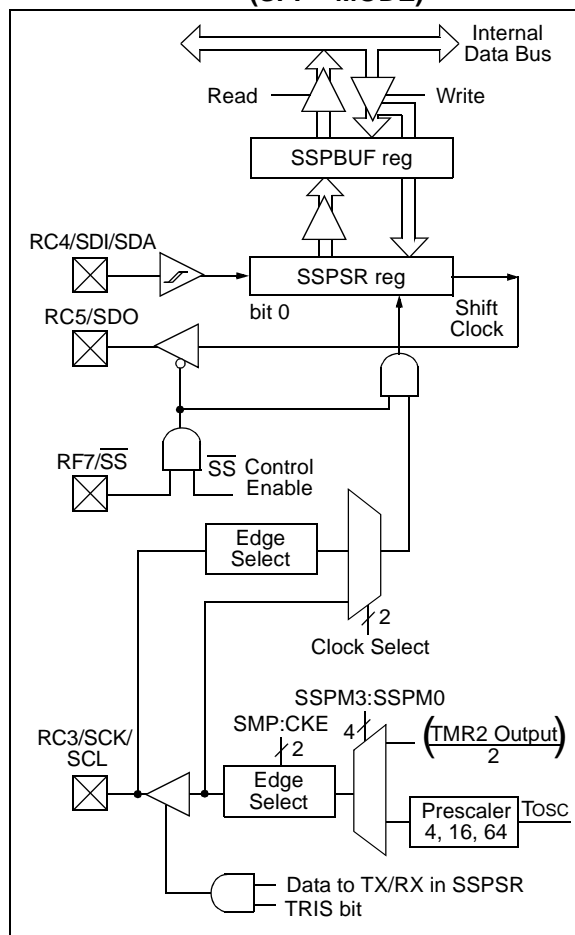 (SPI™ MODE)
Internal
Data Bus
Read
Write
SSPBUF reg
RC4/SDI/SDA
SSPSR reg
RC5/SDO
bit 0
Shift
Clock
RF7/S̅S̅
S̅S̅ Control
Enable
Edge
Select
2
Clock Select
SSPM3:SSPM0
SMP:CKE
4
(TMR2 Output)
2
RC3/SCK/
SCL
2
Edge
Select
Prescaler
4, 16, 64
TOSC
Data to TX/RX in SSPSR
TRIS bit